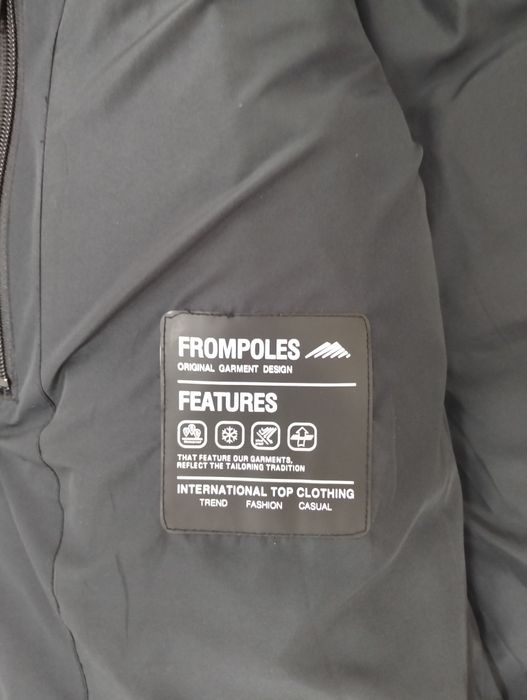 FROMPOLES
ORIGINAL GARMENT DESIGN
FEATURES
THAT FEATURE OUR GARMENTS,
REFLECT THE TAILORING TRADITION
INTERNATIONAL TOP CLOTHING
TREND FASHION CASUAL